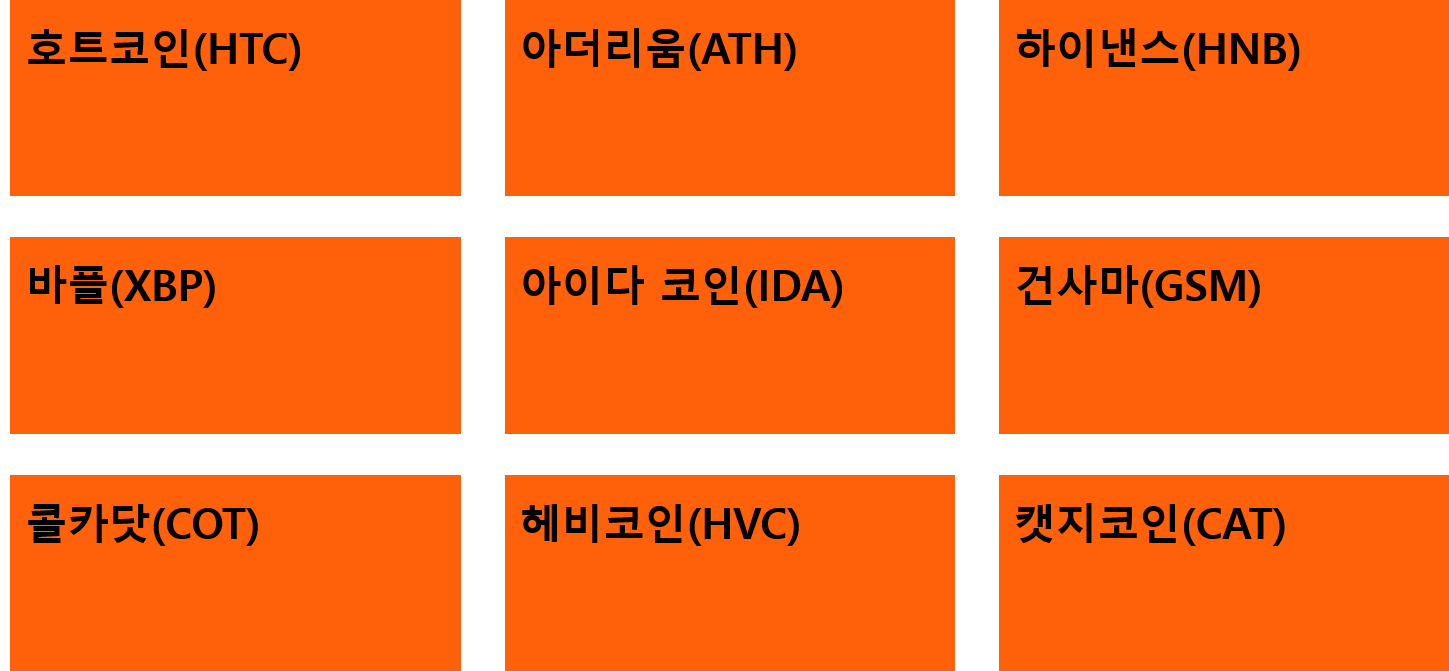 호트코인(HTC)
아더리움(ATH)
하이낸스(HNB)
바플(XBP)
아이다 코인(IDA)
건사마(GSM)
콜카닷(COT)
헤비코인(HVC)
캣지코인(CAT)